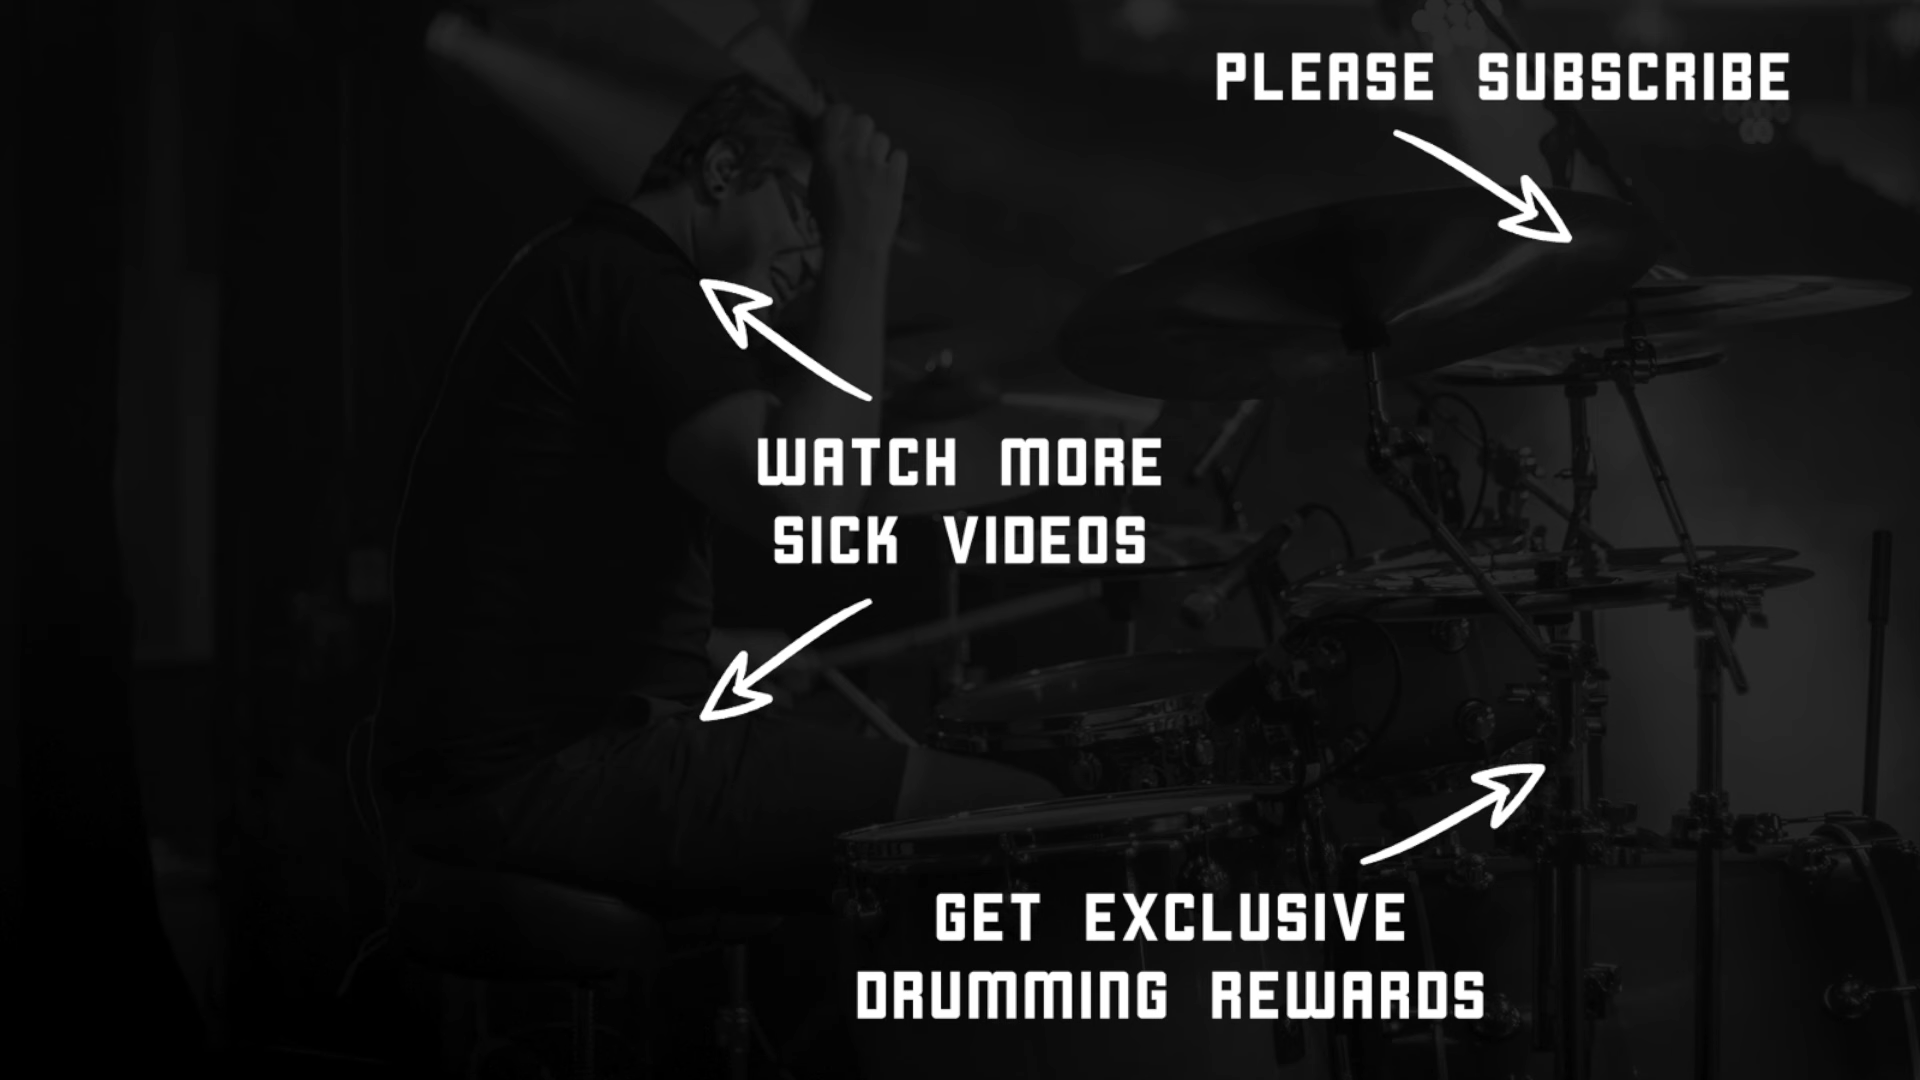 PLEASE SUBSCRIBE
WATCH MORE
SICK VIDEOS
GET EXCLUSIVE
DRUMMING REWARDS